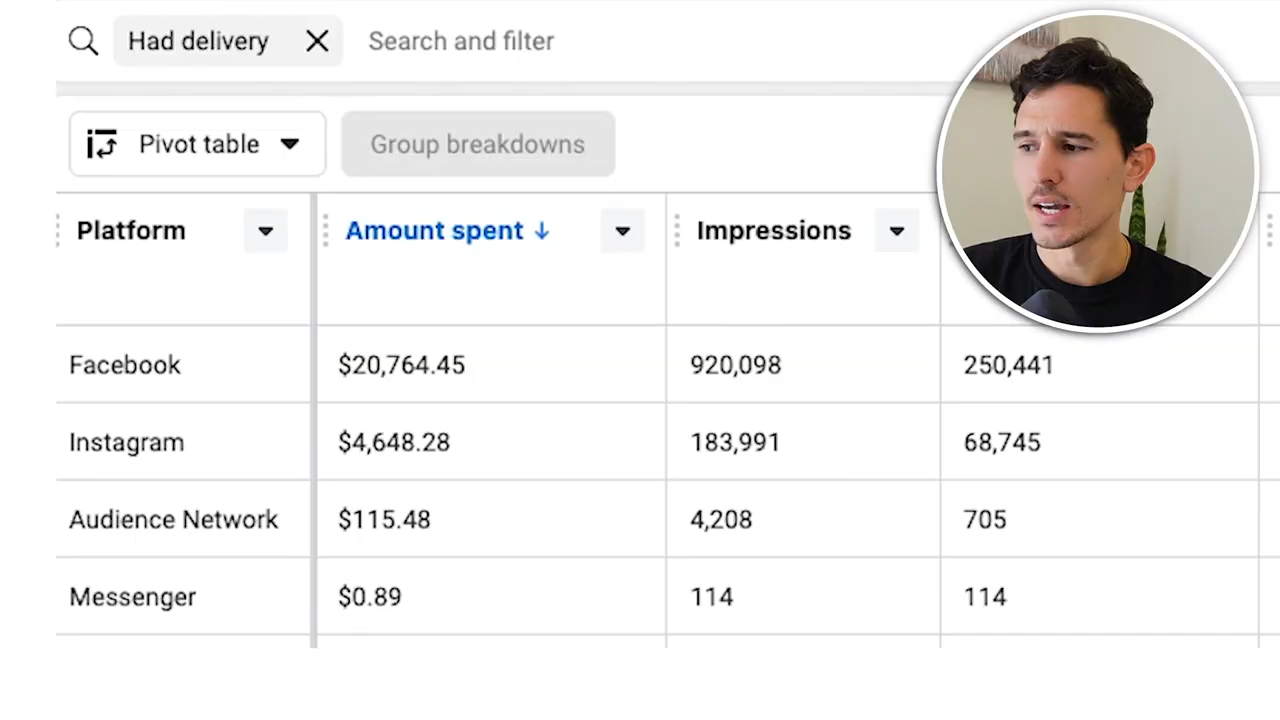 Had delivery Search and filter
Pivot table Group breakdowns
Platform Amount spent Impressions
Facebook $20,764.45 920,098 250,441
Instagram $4,648.28 183,991 68,745
Audience Network $115.48 4,208 705
Messenger $0.89 114 114